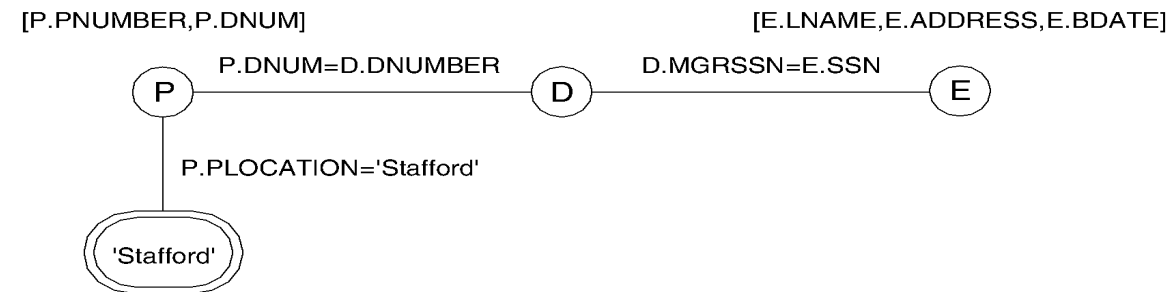 [P.PNUMBER,P.DNUM]
[E.LNAME,E.ADDRESS,E.BDATE]
P.DNUM=D.DNUMBER
D.MGRSSN=E.SSN
P
D
E
P.PLOCATION='Stafford'
'Stafford'